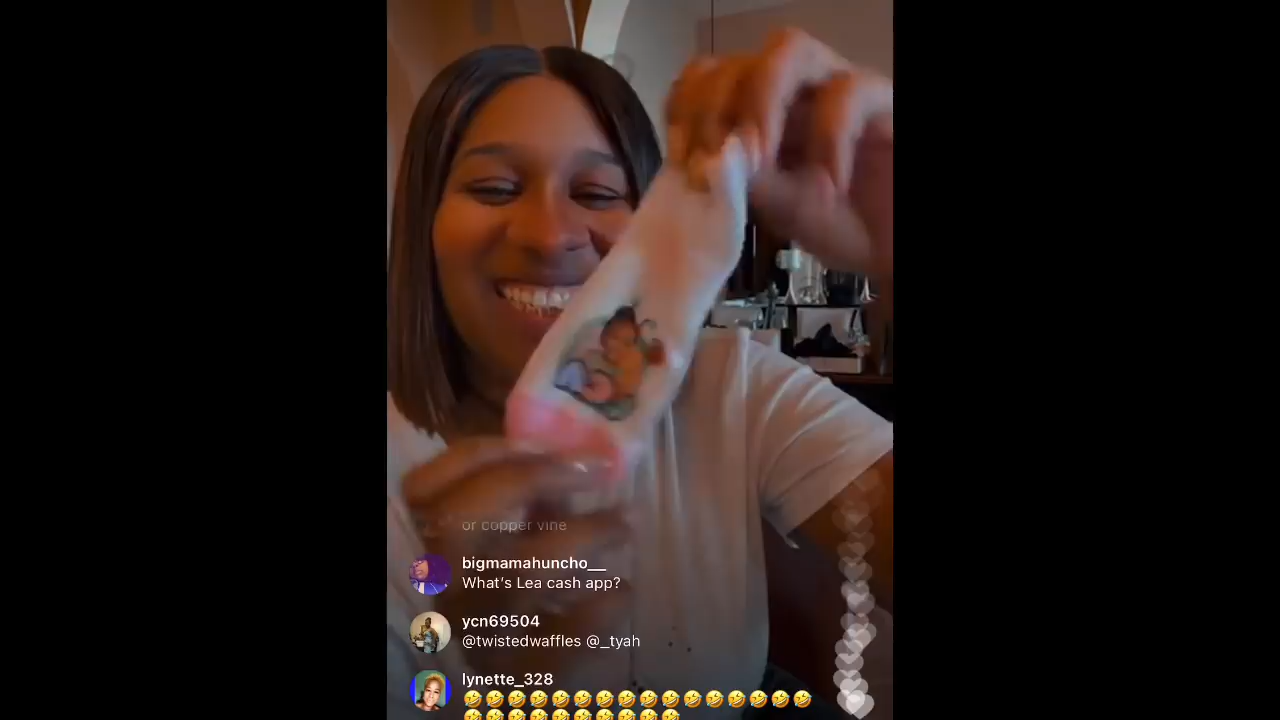 or copper vine
bigmamahuncho__
What's Lea cash app?
ycn69504
@twistedwaffles @_tyah
lynette_328
🤣🤣🤣🤣🤣🤣🤣🤣🤣🤣🤣🤣🤣🤣🤣🤣
🤣🤣🤣🤣🤣🤣🤣🤣🤣🤣